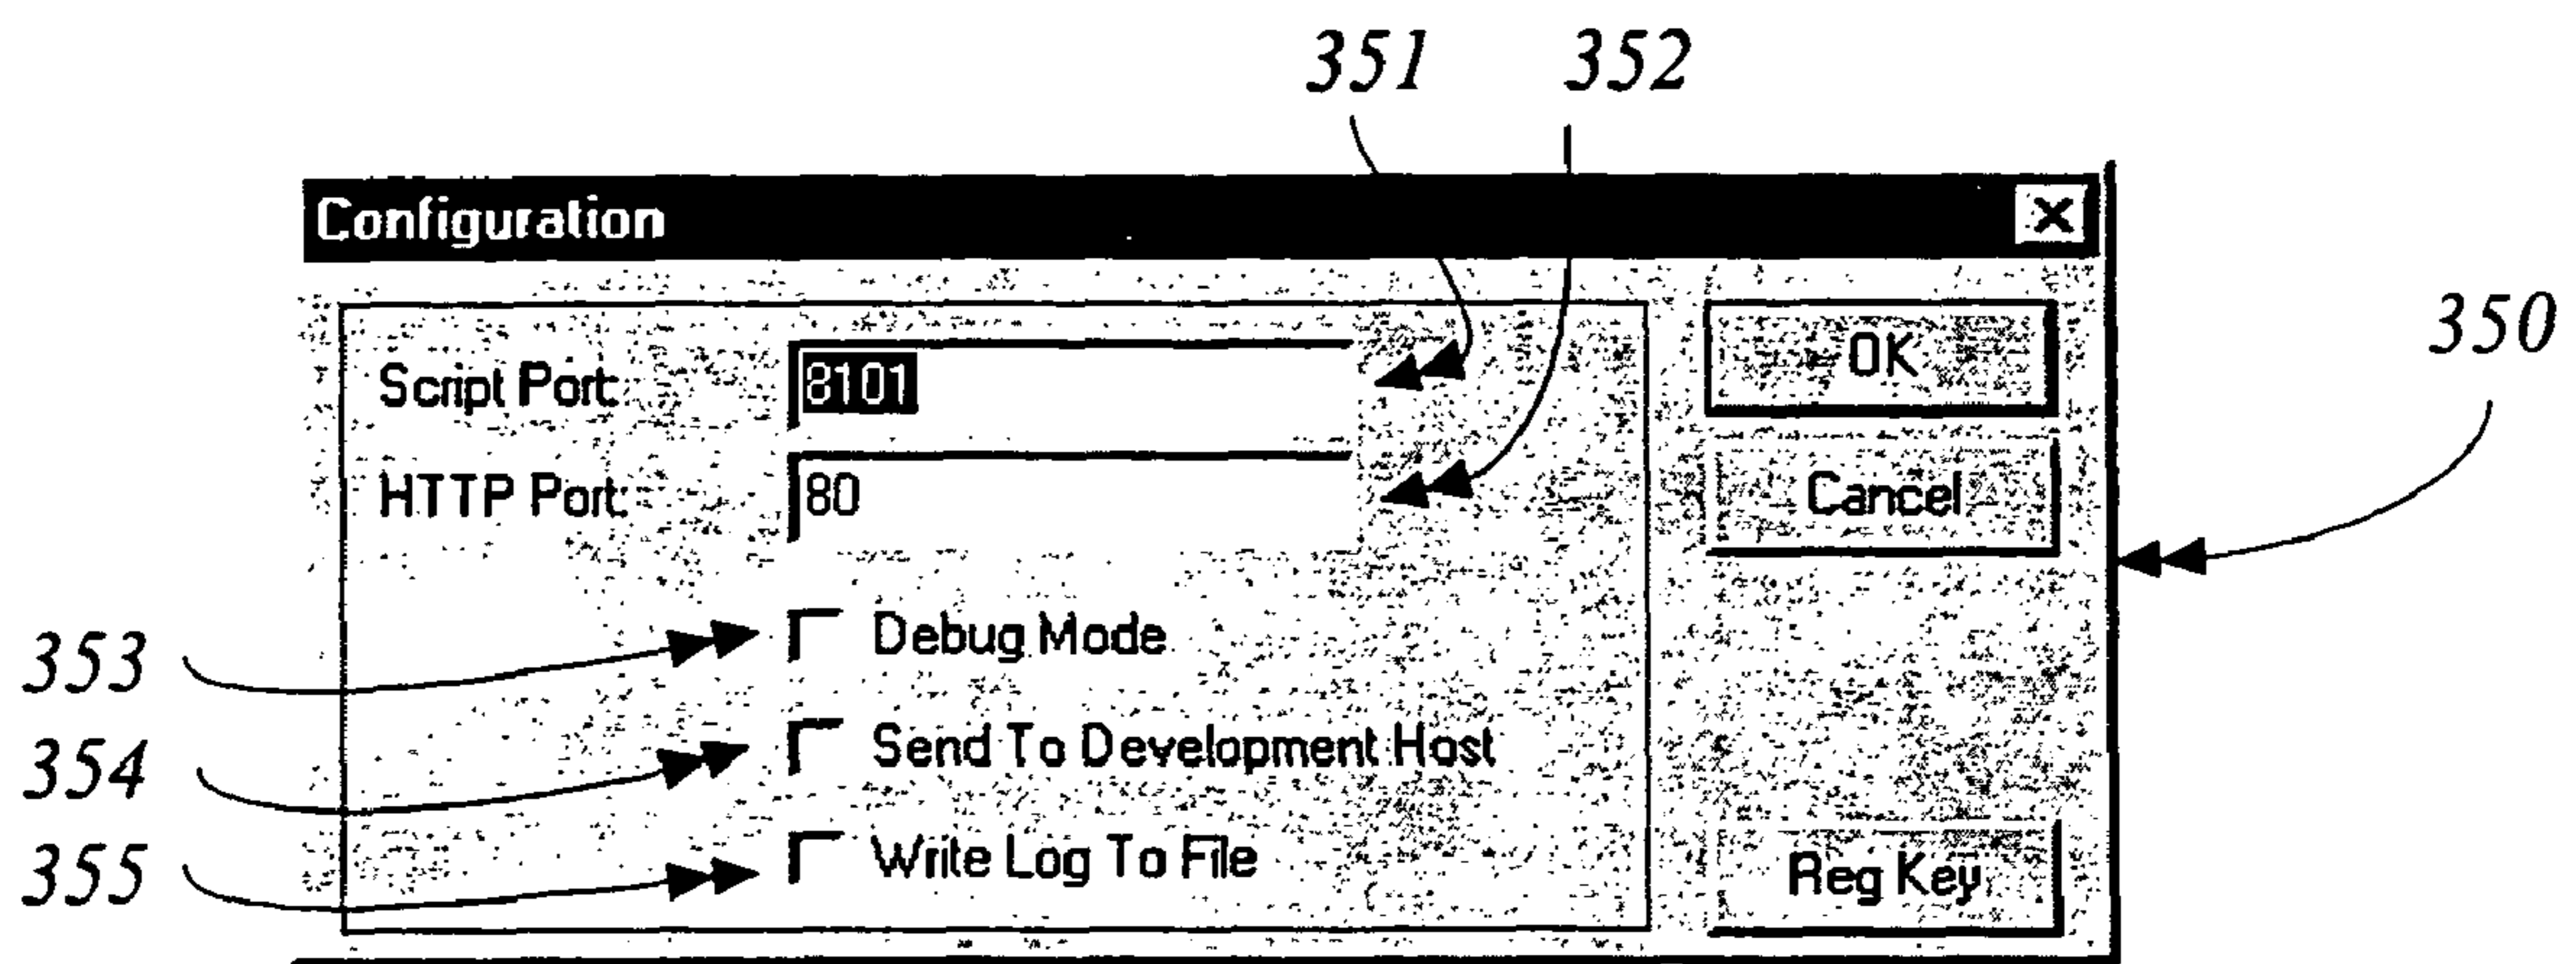 351 352
Configuration
Script Port: 8101
HTTP Port: 80
OK
Cancel
350
353 Debug Mode
354 Send To Development Host
355 Write Log To File
Reg Key